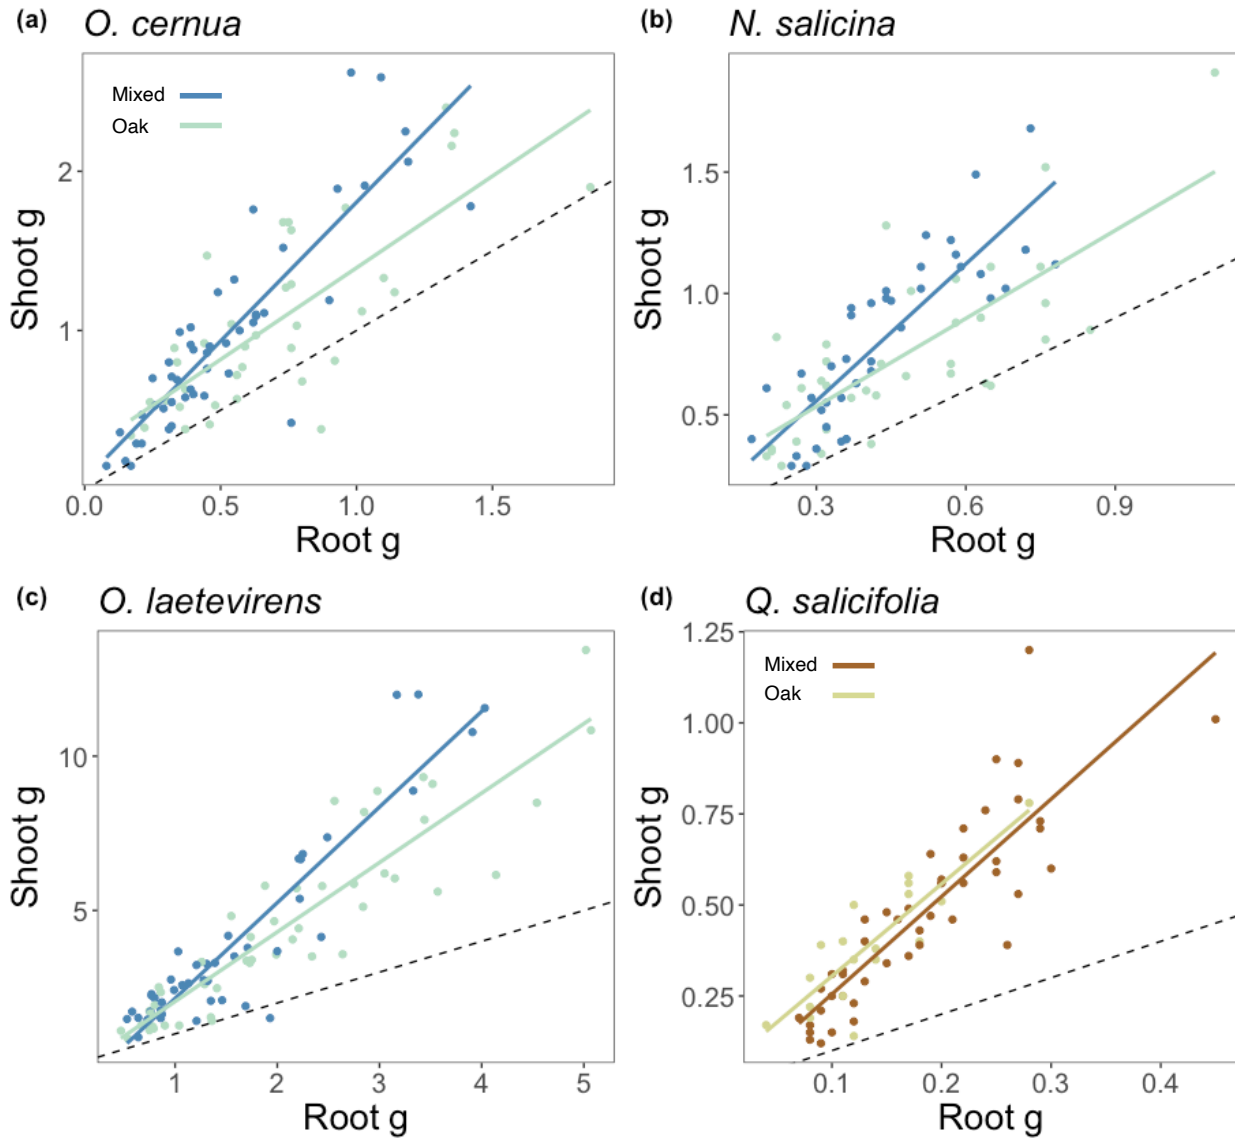 (a) O. cernua
Mixed
Oak
2
1
Shoot g
0.0 0.5 1.0 1.5
Root g
(b) N. salicina
1.5
1.0
0.5
Shoot g
0.3 0.6 0.9
Root g
(c) O. laetevirens
10
5
Shoot g
1 2 3 4 5
Root g
(d) Q. salicifolia
Mixed
Oak
1.25
1.00
0.75
0.50
0.25
Shoot g
0.1 0.2 0.3 0.4
Root g